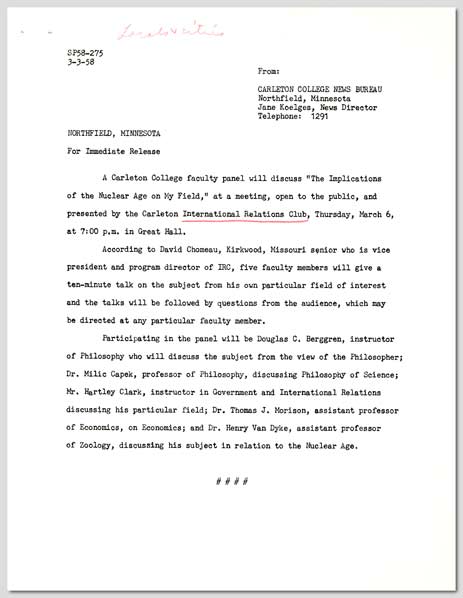 Locals & cities
SP58-275
3-3-58
From:
CARLETON COLLEGE NEWS BUREAU
Northfield, Minnesota
Jane Koelges, News Director
Telephone: 1291
NORTHFIELD, MINNESOTA
For Immediate Release
A Carleton College faculty panel will discuss "The Implications
of the Nuclear Age on My Field," at a meeting, open to the public, and
presented by the Carleton International Relations Club, Thursday, March 6,
at 7:00 p.m. in Great Hall.
According to David Chomeau, Kirkwood, Missouri senior who is vice
president and program director of IRC, five faculty members will give a
ten-minute talk on the subject from his own particular field of interest
and the talks will be followed by questions from the audience, which may
be directed at any particular faculty member.
Participating in the panel will be Douglas C. Berggren, instructor
of Philosophy who will discuss the subject from the view of the Philosopher;
Dr. Milic Capek, professor of Philosophy, discussing Philosophy of Science;
Mr. Hartley Clark, instructor in Government and International Relations
discussing his particular field; Dr. Thomas J. Morison, assistant professor
of Economics, on Economics; and Dr. Henry Van Dyke, assistant professor
of Zoology, discussing his subject in relation to the Nuclear Age.
# # # #